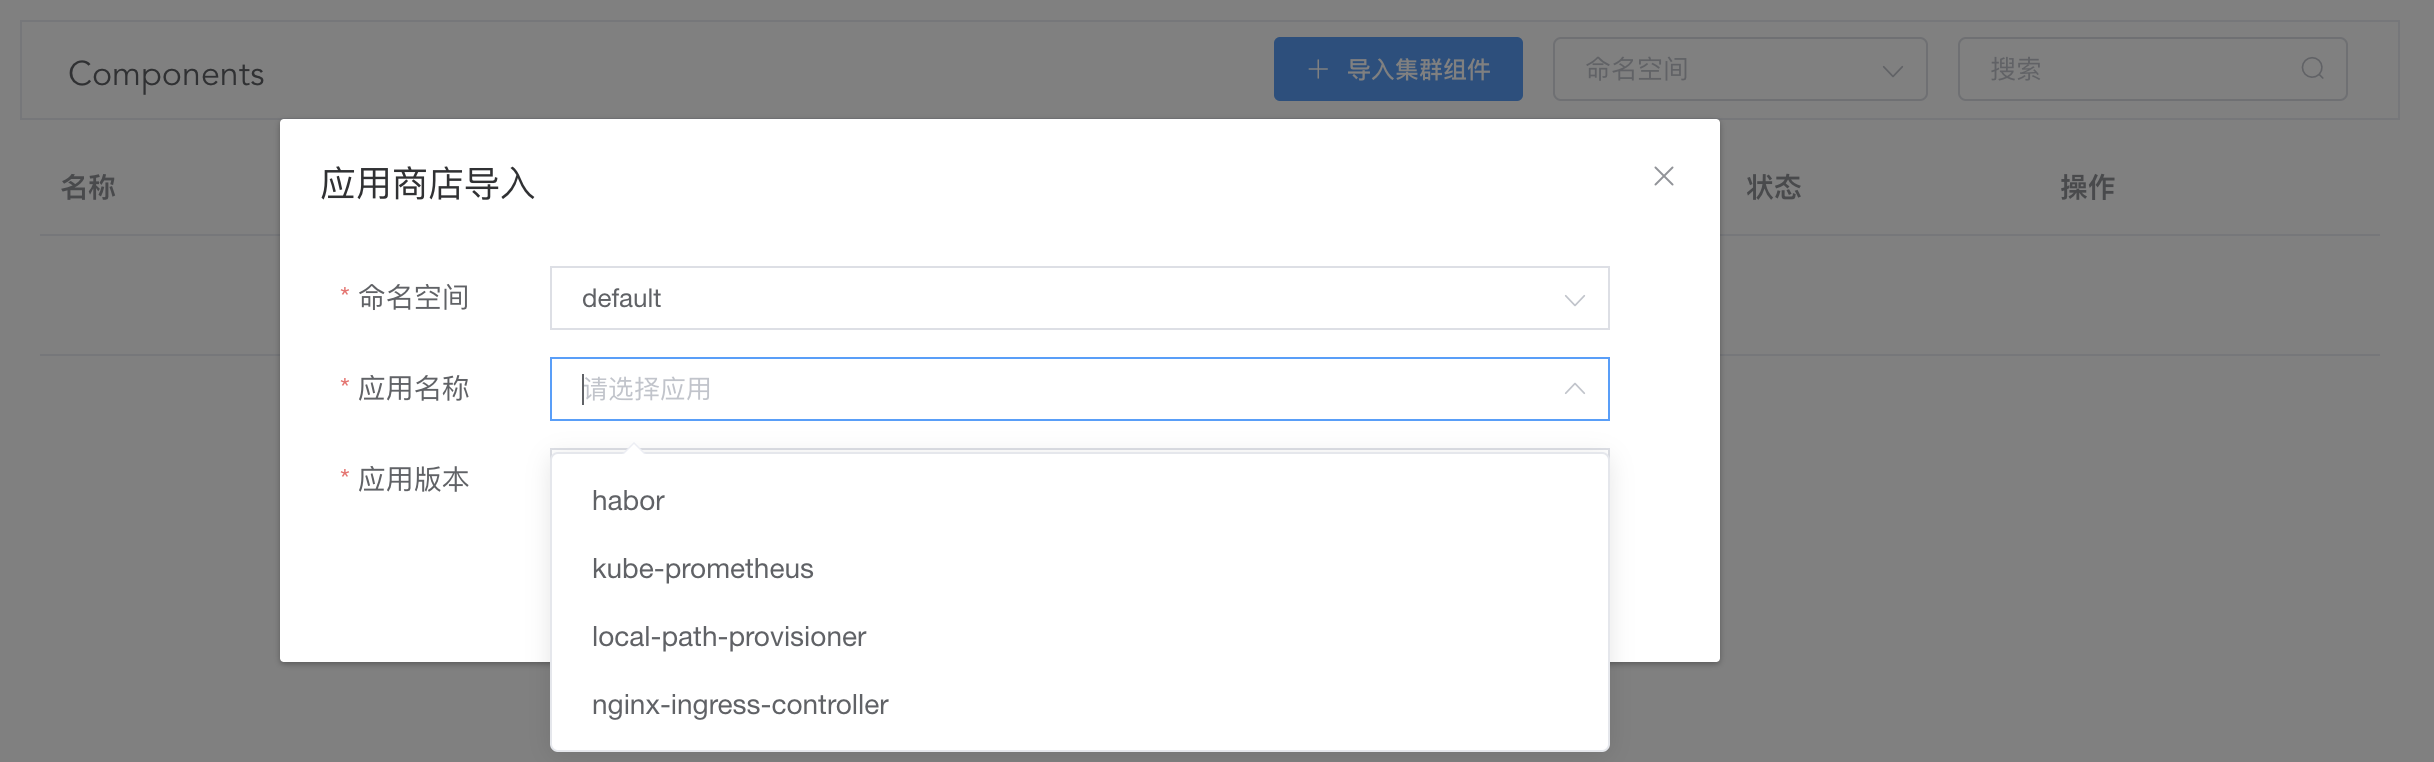 Components
+ 导入集群组件
命名空间
搜索
名称
状态
操作
应用商店导入
* 命名空间
default
* 应用名称
请选择应用
* 应用版本
habor
kube-prometheus
local-path-provisioner
nginx-ingress-controller